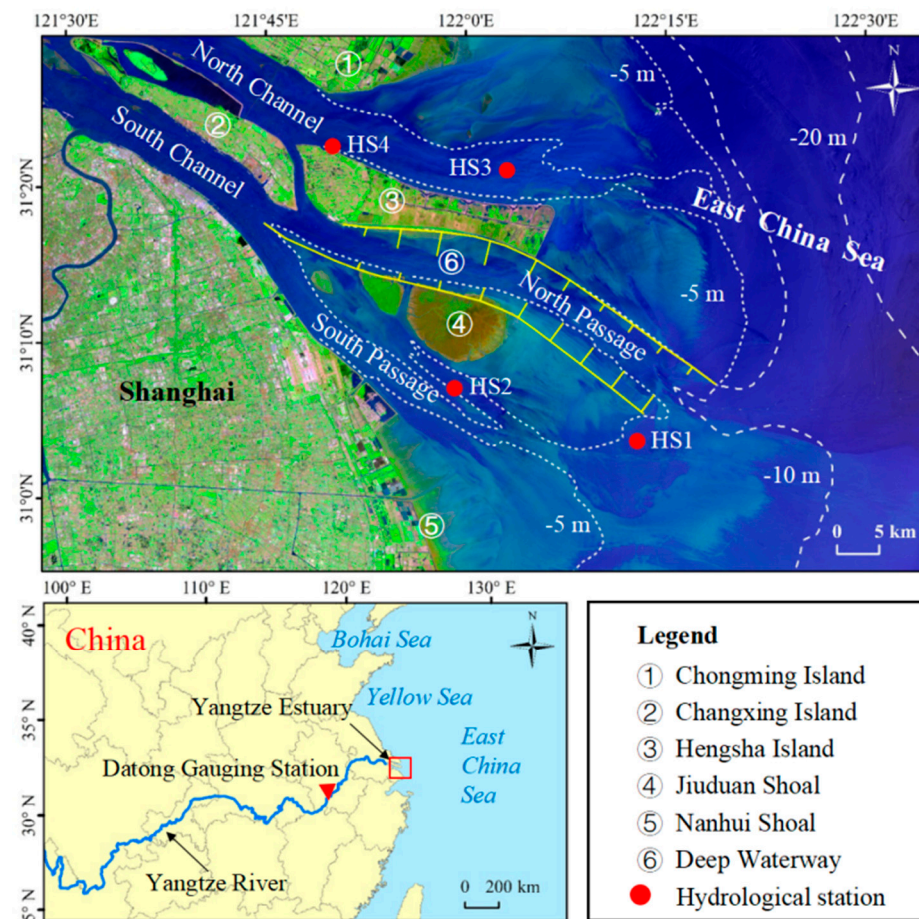 121°30'E 121°45'E 122°0'E 122°15'E 122°30'E
31°20'N
31°10'N
31°0'N
①
North Channel
②
South Channel
HS4
HS3
③
-5 m
N
-20 m
East China Sea
⑥
North Passage
-5 m
④
South Passage
Shanghai
HS2
HS1
-10 m
-5 m
⑤
0 5 km
100° E 110° E 120° E 130° E
40° N
35° N
30° N
China
Bohai Sea
N
Yellow Sea
Yangtze Estuary
East
China
Sea
Datong Gauging Station
Yangtze River
0 200 km
Legend
① Chongming Island
② Changxing Island
③ Hengsha Island
④ Jiuduan Shoal
⑤ Nanhui Shoal
⑥ Deep Waterway
Hydrological station